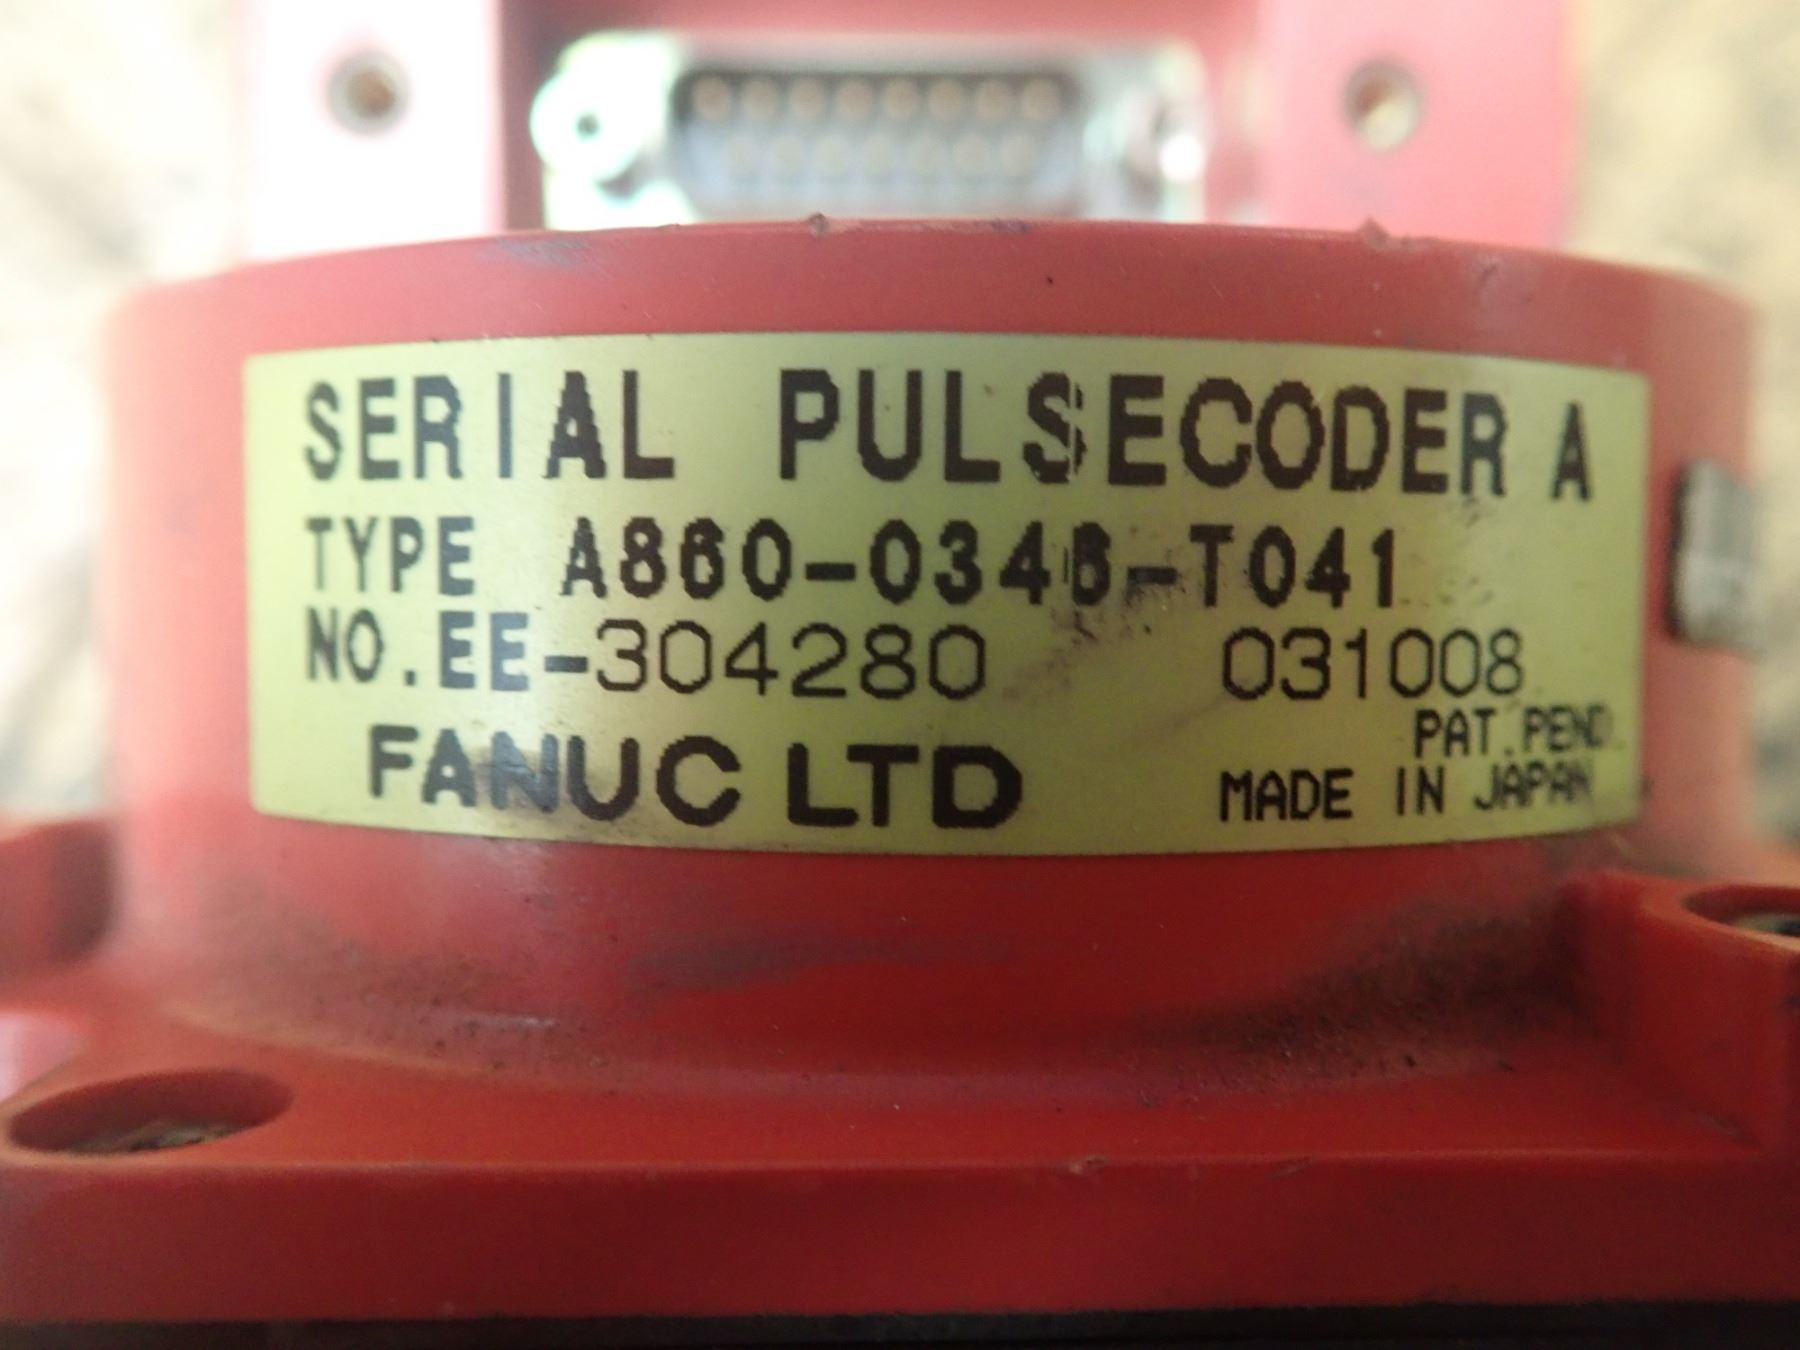 SERIAL PULSECODER A
TYPE A860-0346-T041
NO.EE-304280 031008
PAT.PEND.
FANUC LTD MADE IN JAPAN